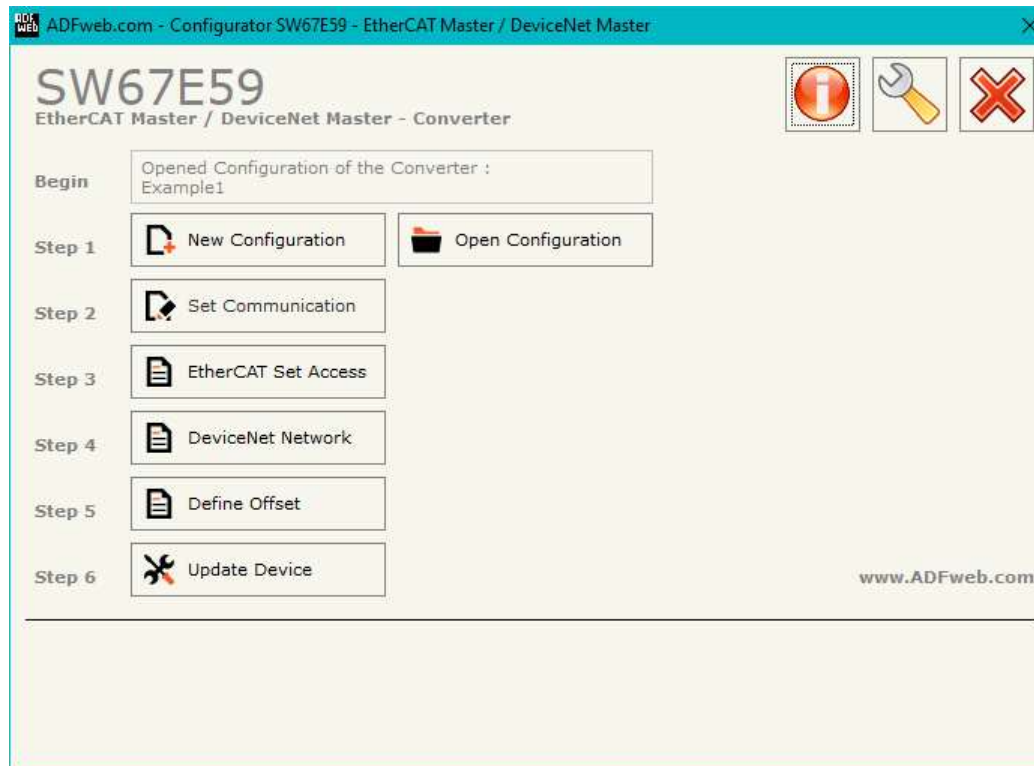 ADF
WEB
ADFweb.com - Configurator SW67E59 - EtherCAT Master / DeviceNet Master
SW67E59
EtherCAT Master / DeviceNet Master - Converter
Begin
Opened Configuration of the Converter :
Example1
Step 1
New Configuration
Open Configuration
Step 2
Set Communication
Step 3
EtherCAT Set Access
Step 4
DeviceNet Network
Step 5
Define Offset
Step 6
Update Device
www.ADFweb.com